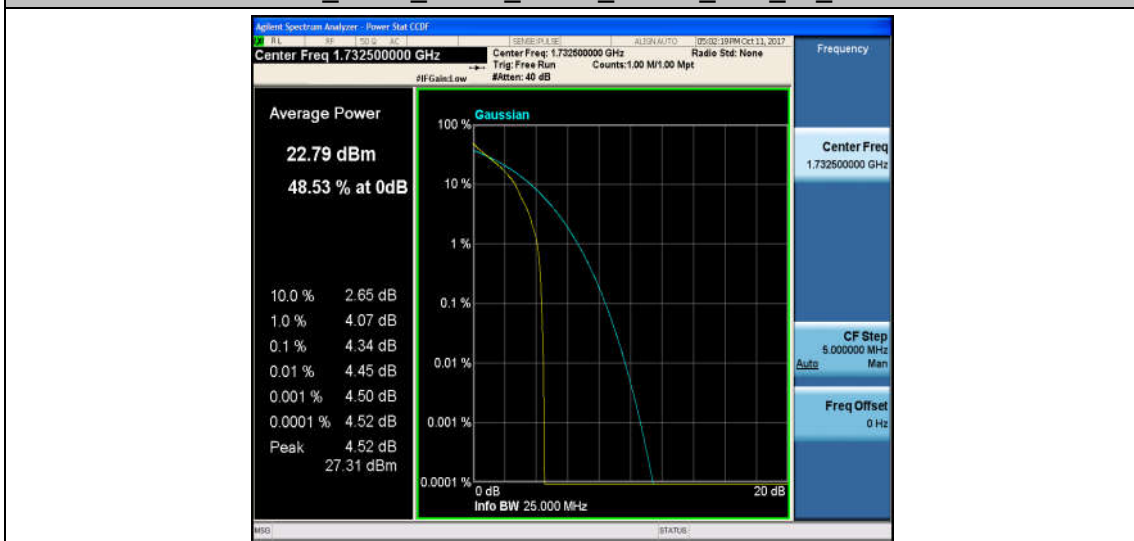 Agilent Spectrum Analyzer - Power Stat CCDF
RL RF 50 Ω AC SENSE:PULSE ALIGN AUTO 05:02:19 PM Oct 11, 2017
Center Freq 1.732500000 GHz
Center Freq: 1.732500000 GHz Radio Std: None
Trig: Free Run Counts:1.00 M/1.00 Mpt
#IFGain:Low #Atten: 40 dB
Frequency
Average Power
22.79 dBm
48.53 % at 0dB
10.0 % 2.65 dB
1.0 % 4.07 dB
0.1 % 4.34 dB
0.01 % 4.45 dB
0.001 % 4.50 dB
0.0001 % 4.52 dB
Peak 4.52 dB
27.31 dBm
Gaussian
100 %
10 %
1 %
0.1 %
0.01 %
0.001 %
0.0001 %
0 dB 20 dB
Info BW 25.000 MHz
Center Freq
1.732500000 GHz
CF Step
5.000000 MHz
Auto Man
Freq Offset
0 Hz
MSG STATUS